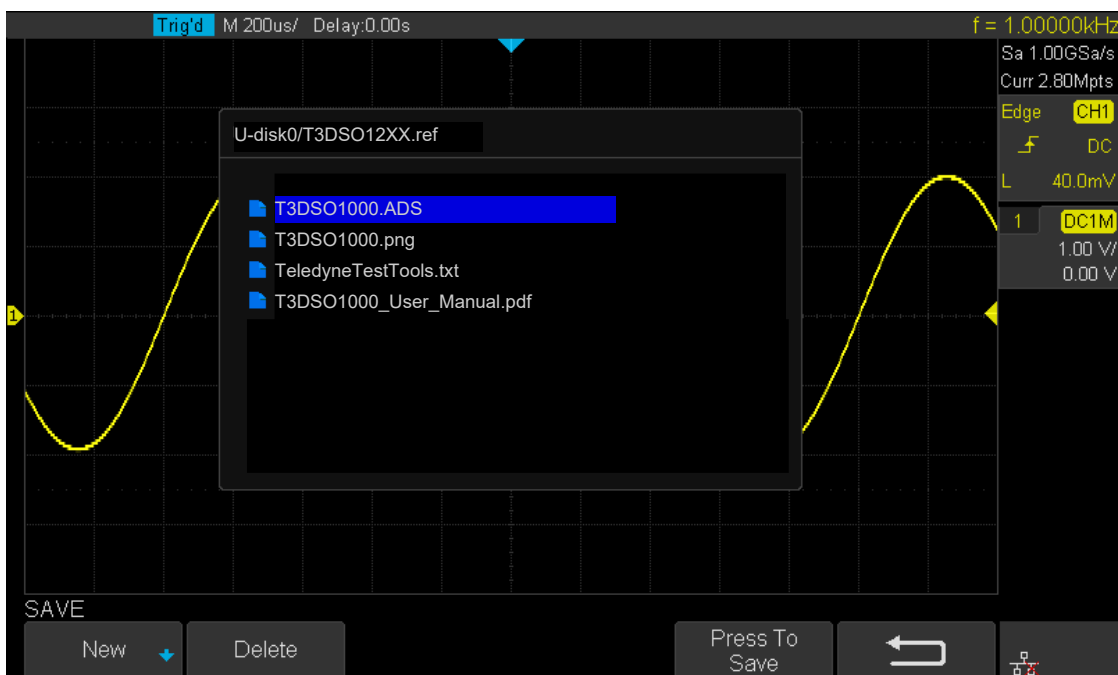 Trig'd M 200us/ Delay:0.00s f = 1.00000kHz
Sa 1.00GSa/s
Curr 2.80Mpts
Edge CH1
DC
L 40.0mV
1 DC1M
1.00 V/
0.00 V
U-disk0/T3DSO12XX.ref
T3DSO1000.ADS
T3DSO1000.png
TeledyneTestTools.txt
T3DSO1000_User_Manual.pdf
1
SAVE
New Delete Press To Save